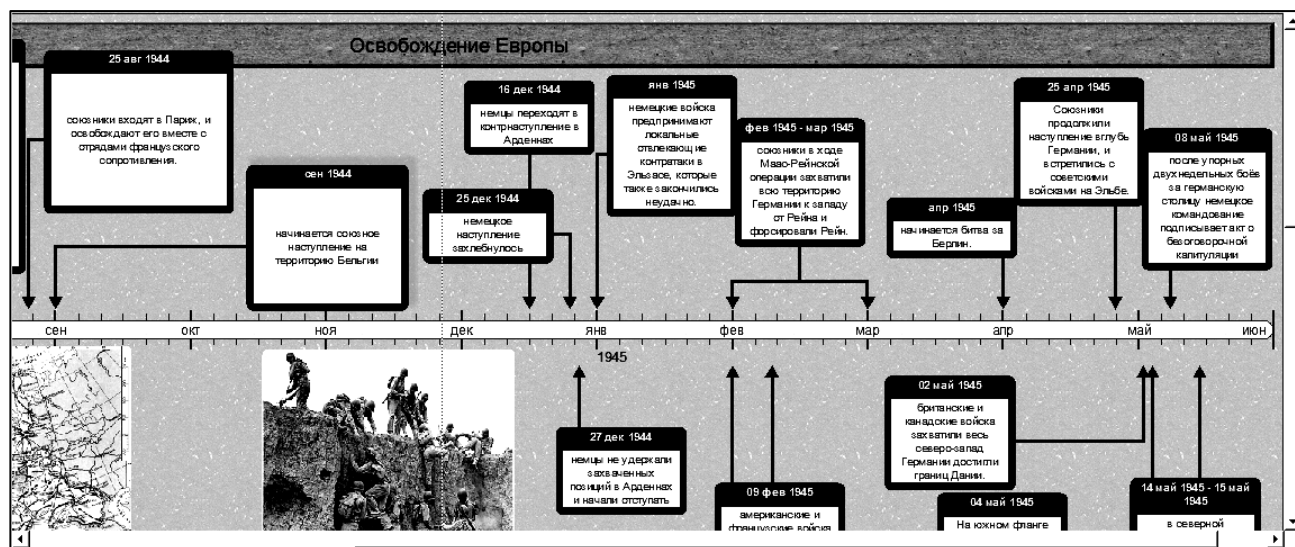 Освобождение Европы
25 авг 1944
союзники входят в Париж, и
освобождают его вместе с
отрядами французского
сопротивления.
сен 1944
начинается союзное
наступление на
территорию Бельгии
16 дек 1944
немцы переходят в
контрнаступление в
Арденнах
25 дек 1944
немецкое
наступление
захлебнулось
янв 1945
немецкие войска
предпринимают
локальные
отвлекающие
контратаки в
Эльзасе, которые
также закончились
неудачно.
фев 1945 - мар 1945
союзники в ходе
Маас-Рейнской
операции захватили
всю территорию
Германии к западу
от Рейна и
форсировали Рейн.
апр 1945
начинается битва за
Берлин.
25 апр 1945
Союзники
продолжили
наступление вглубь
Германии, и
встретились с
советскими
войсками на Эльбе.
08 май 1945
после упорных
двухнедельных боёв
за германскую
столицу немецкое
командование
подписывает акт о
безоговорочной
капитуляции
сен окт ноя дек янв фев мар апр май июн
1945
27 дек 1944
немцы не удержали
захваченных
позиций в Арденнах
и начали отступать
09 фев 1945
американские и
французские войска
02 май 1945
британские и
канадские войска
захватили весь
северо-запад
Германии достигли
границ Дании.
04 май 1945
На южном фланге
14 май 1945 - 15 май
1945
в северной